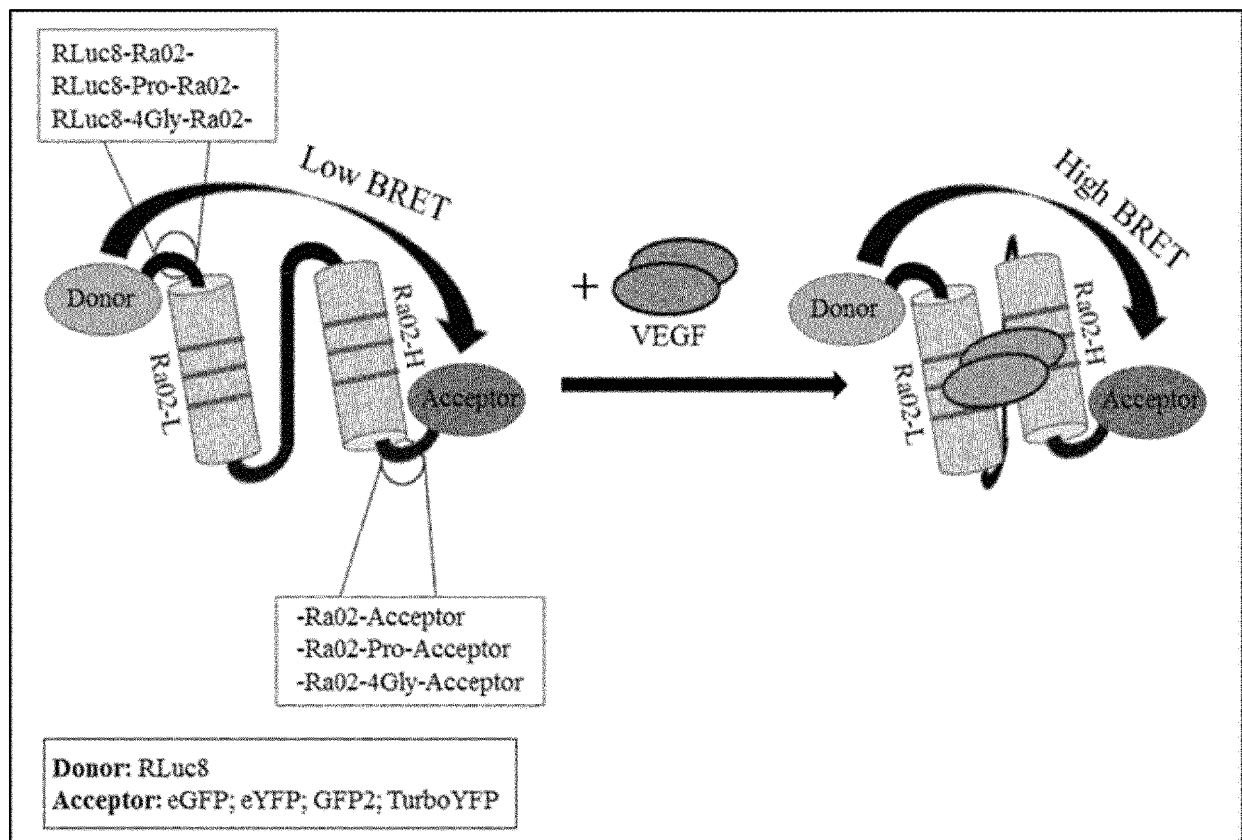 RLuc8-Ra02-
RLuc8-Pro-Ra02-
RLuc8-4Gly-Ra02-
Low BRET
High BRET
Donor
Ra02-L
Ra02-H
Acceptor
+
VEGF
Donor
Ra02-L
Ra02-H
Acceptor
-Ra02-Acceptor
-Ra02-Pro-Acceptor
-Ra02-4Gly-Acceptor
Donor: RLuc8
Acceptor: eGFP; eYFP; GFP2; TurboYFP